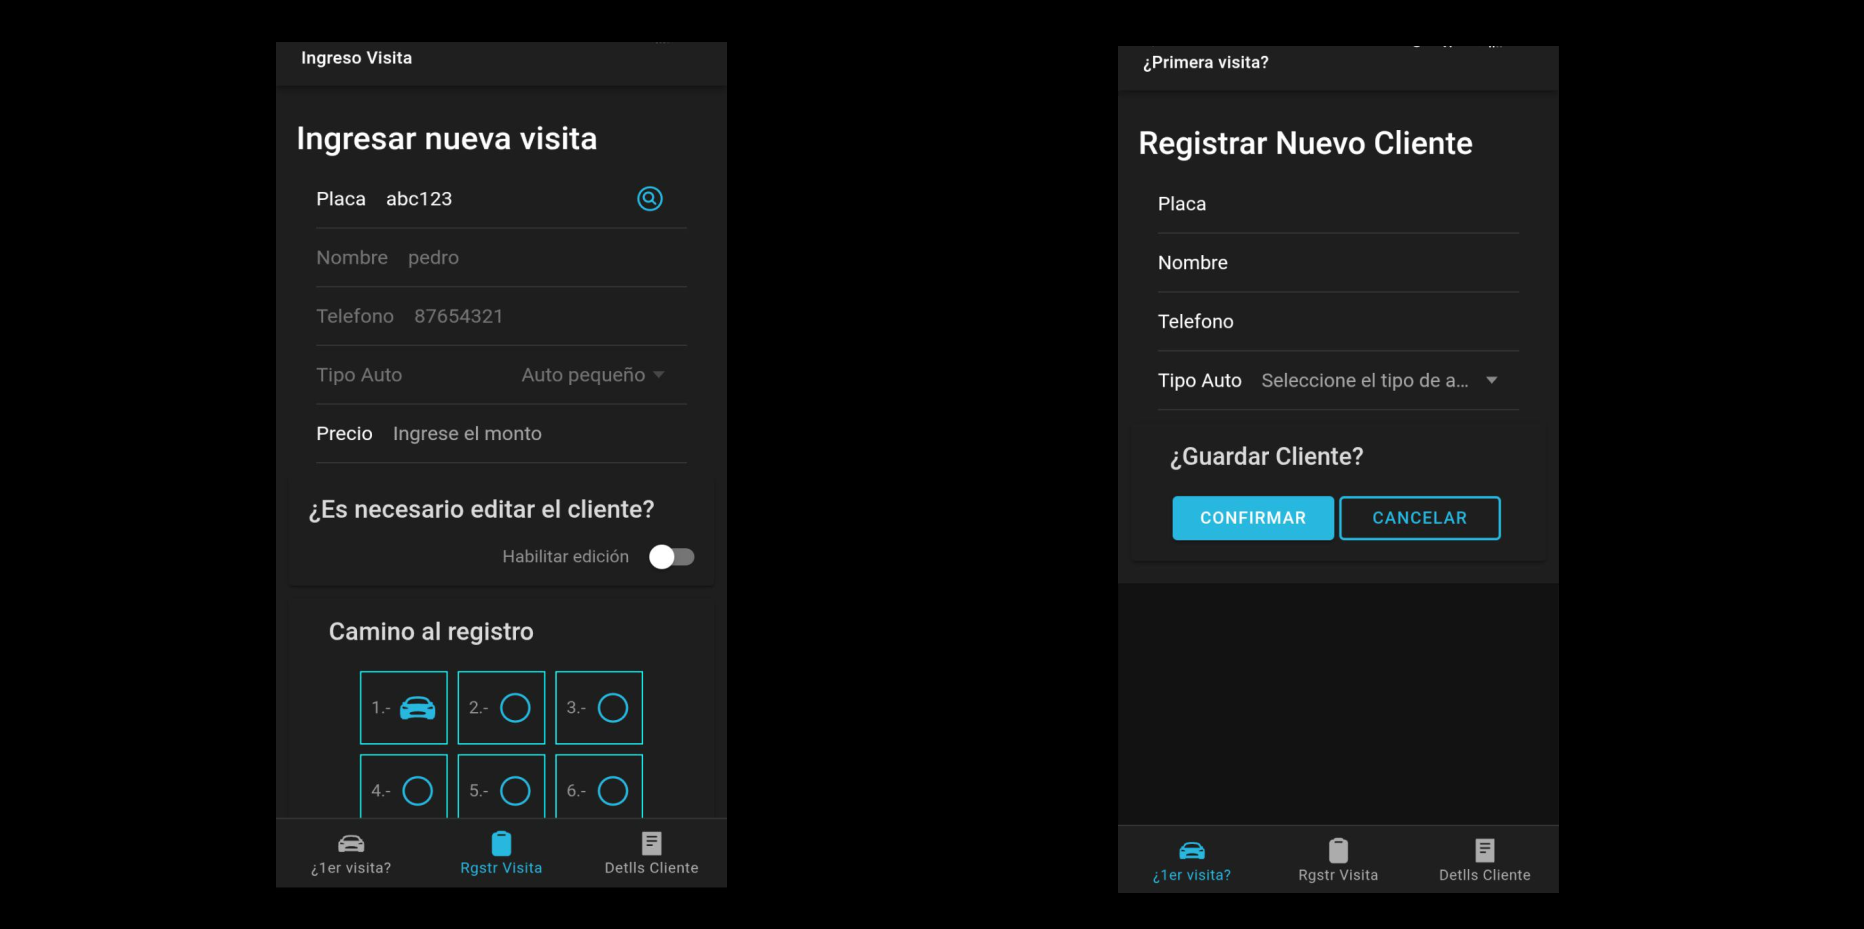 Ingreso Visita
Ingresar nueva visita
Placa abc123
Nombre pedro
Telefono 87654321
Tipo Auto Auto pequeño
Precio Ingrese el monto
¿Es necesario editar el cliente?
Habilitar edición
Camino al registro
1.- 2.- 3.-
4.- 5.- 6.-
¿1er visita? Rgstr Visita Detlls Cliente
¿Primera visita?
Registrar Nuevo Cliente
Placa
Nombre
Telefono
Tipo Auto Seleccione el tipo de a...
¿Guardar Cliente?
CONFIRMAR CANCELAR
¿1er visita? Rgstr Visita Detlls Cliente